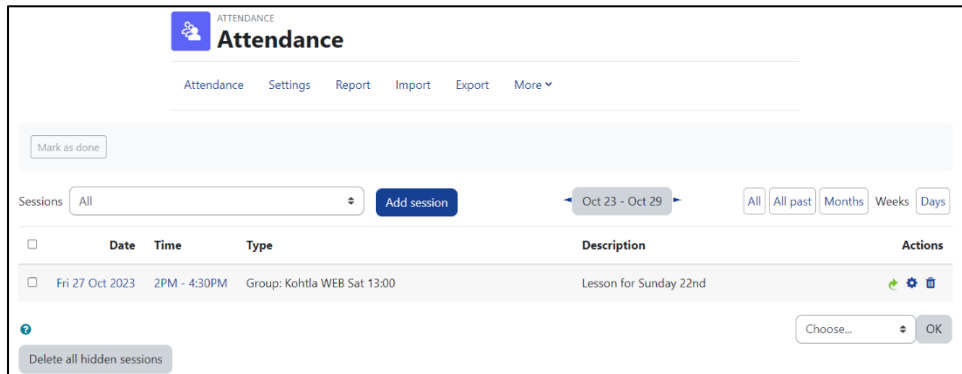 ATTENDANCE
Attendance
Attendance Settings Report Import Export More
Mark as done
Sessions All Add session Oct 23 - Oct 29 All All past Months Weeks Days
Date Time Type Description Actions
Fri 27 Oct 2023 2PM - 4:30PM Group: Kohtla WEB Sat 13:00 Lesson for Sunday 22nd
? Choose... OK
Delete all hidden sessions